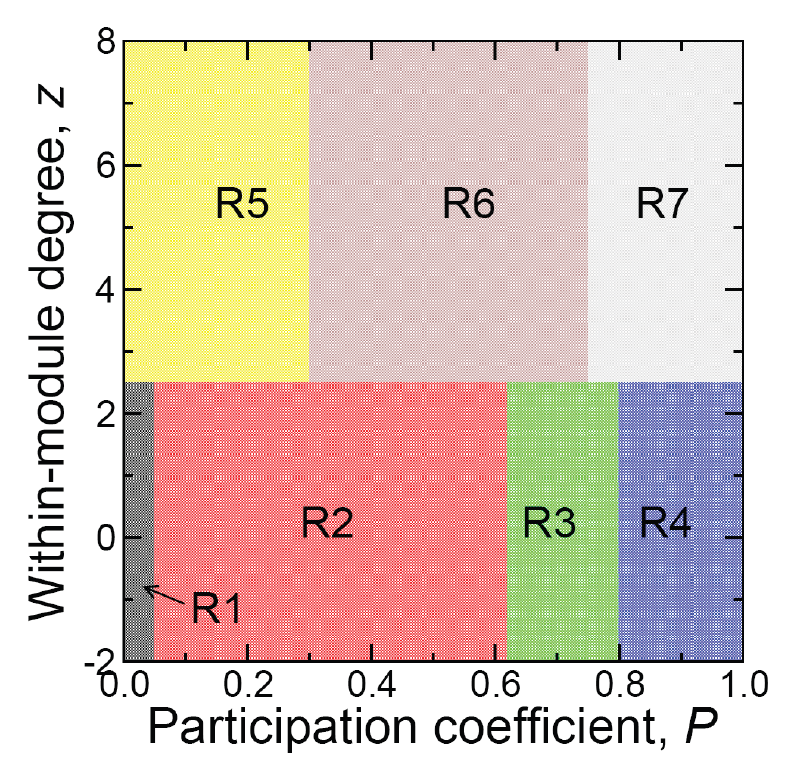 8
6
4
2
0
-2
Within-module degree, z
R5
R6
R7
R2
R3
R4
R1
0.0 0.2 0.4 0.6 0.8 1.0
Participation coefficient, P